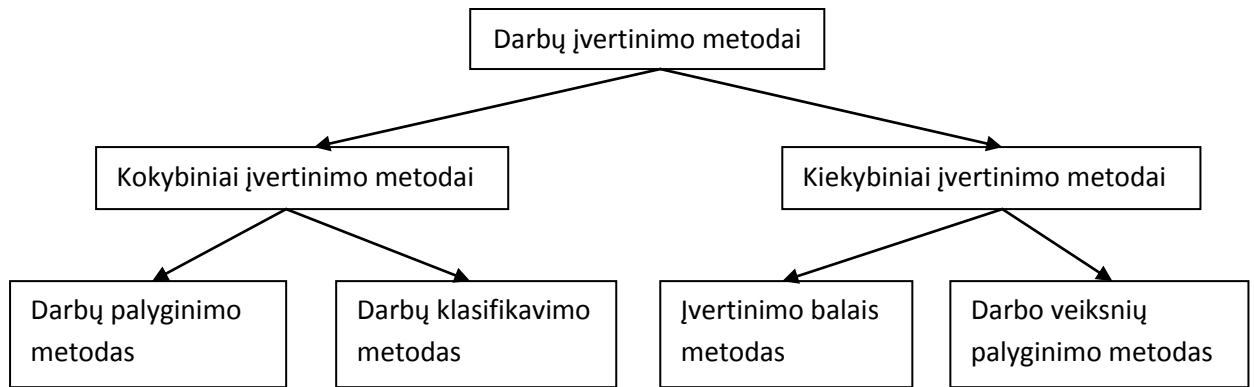 Darbų įvertinimo metodai
Kokybiniai įvertinimo metodai
Kiekybiniai įvertinimo metodai
Darbų palyginimo
metodas
Darbų klasifikavimo
metodas
Įvertinimo balais
metodas
Darbo veiksnių
palyginimo metodas